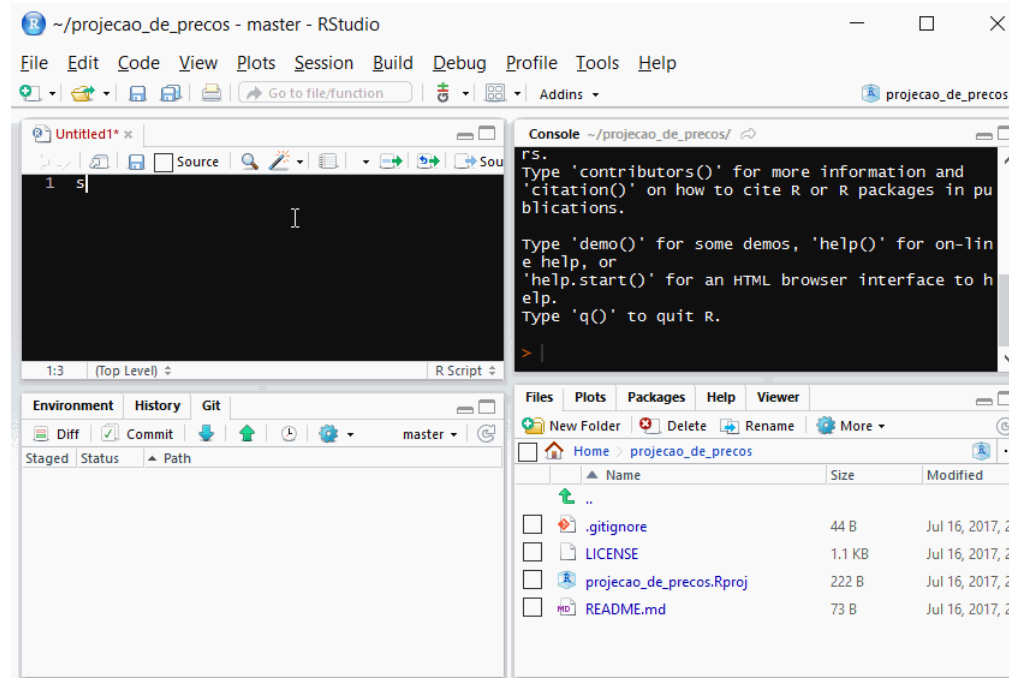 ~/projecao_de_precos - master - RStudio
File Edit Code View Plots Session Build Debug Profile Tools Help
Go to file/function Addins projecao_de_precos
Untitled1*
Source Sou
1 s
1:3 (Top Level) R Script
Console ~/projecao_de_precos/
rs.
Type 'contributors()' for more information and
'citation()' on how to cite R or R packages in pu
blications.
Type 'demo()' for some demos, 'help()' for on-lin
e help, or
'help.start()' for an HTML browser interface to h
elp.
Type 'q()' to quit R.
>
Environment History Git
Diff Commit master
Staged Status Path
Files Plots Packages Help Viewer
New Folder Delete Rename More
Home projecao_de_precos
Name Size Modified
..
.gitignore 44 B Jul 16, 2017, 2
LICENSE 1.1 KB Jul 16, 2017, 2
projecao_de_precos.Rproj 222 B Jul 16, 2017, 2
README.md 73 B Jul 16, 2017, 2